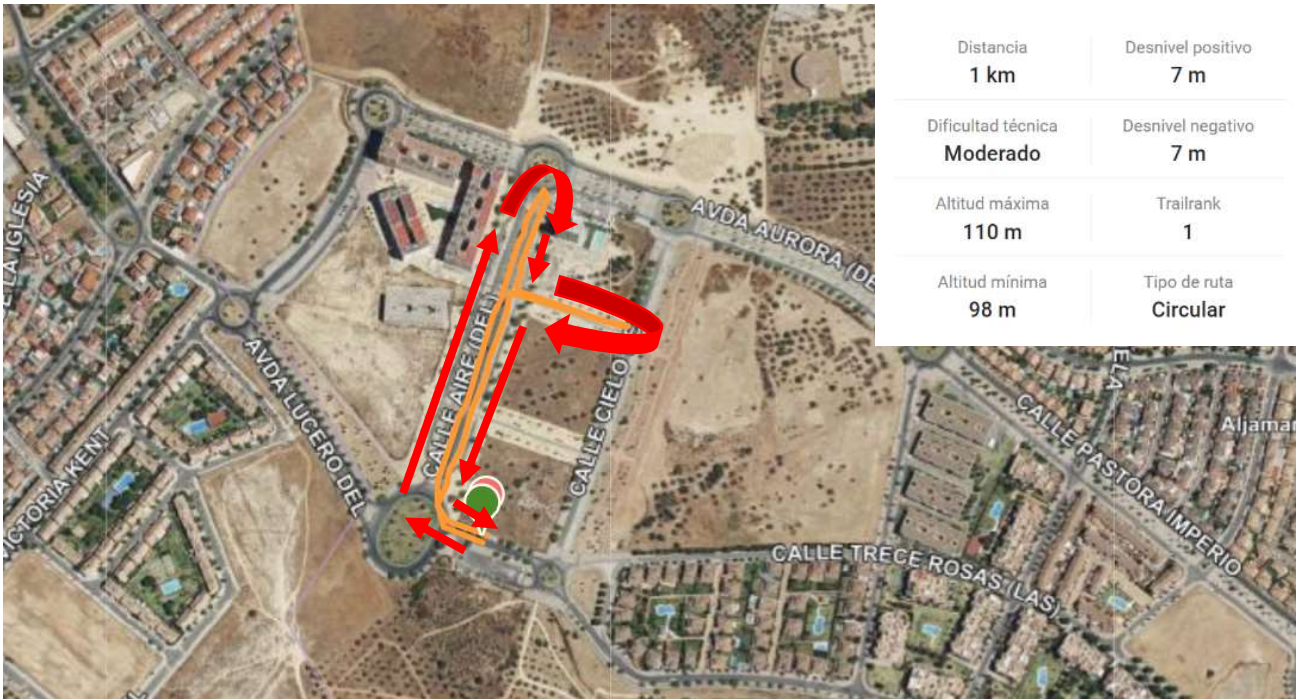 Distancia
1 km
Desnivel positivo
7 m
Dificultad técnica
Moderado
Desnivel negativo
7 m
Altitud máxima
110 m
Trailrank
1
Altitud mínima
98 m
Tipo de ruta
Circular
LA IGLESIA
AVDA AURORA (DE
CALLE AIRE (DEL)
AVDA LUCERO DEL
CALLE CIELO
VICTORIA KENT
ELA
CALLE PASTORA IMPERIO
Aljamar
CALLE TRECE ROSAS (LAS)